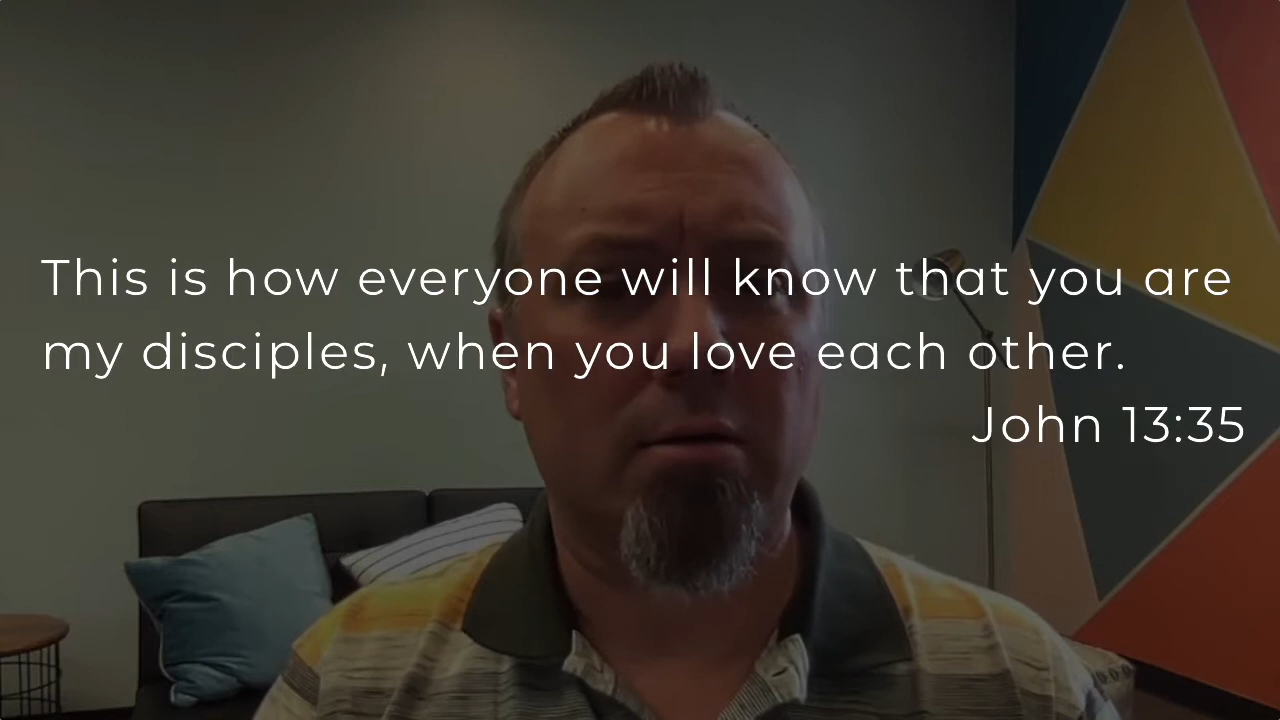 This is how everyone will know that you are
my disciples, when you love each other.
John 13:35